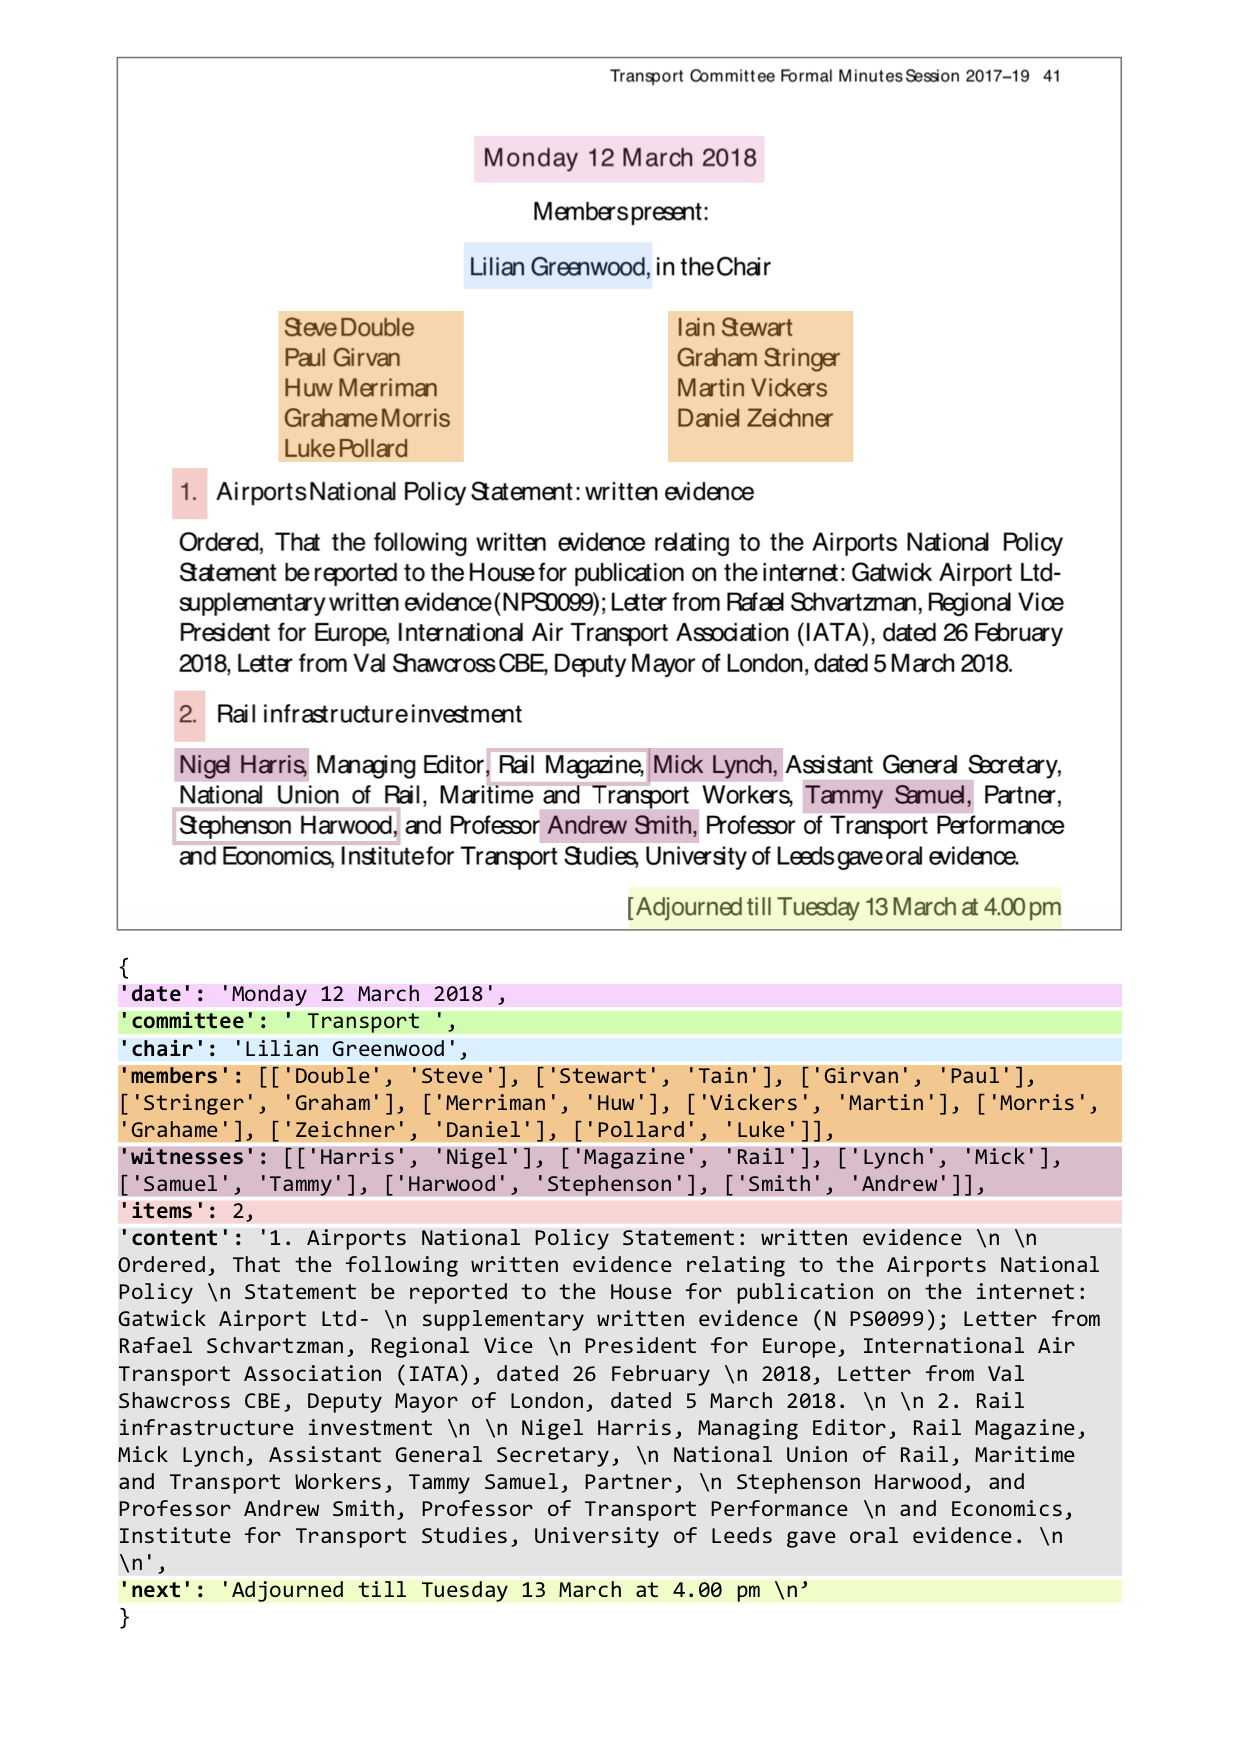 Transport Committee Formal Minutes Session 2017–19 41
Monday 12 March 2018
Members present:
Lilian Greenwood, in the Chair
Steve Double
Paul Girvan
Huw Merriman
Grahame Morris
Luke Pollard
Iain Stewart
Graham Stringer
Martin Vickers
Daniel Zeichner
1. Airports National Policy Statement: written evidence
Ordered, That the following written evidence relating to the Airports National Policy
Statement be reported to the House for publication on the internet: Gatwick Airport Ltd-
supplementary written evidence (NPS0099); Letter from Rafael Schvartzman, Regional Vice
President for Europe, International Air Transport Association (IATA), dated 26 February
2018, Letter from Val Shawcross CBE, Deputy Mayor of London, dated 5 March 2018.
2. Rail infrastructure investment
Nigel Harris, Managing Editor, Rail Magazine, Mick Lynch, Assistant General Secretary,
National Union of Rail, Maritime and Transport Workers, Tammy Samuel, Partner,
Stephenson Harwood, and Professor Andrew Smith, Professor of Transport Performance
and Economics, Institute for Transport Studies, University of Leeds gave oral evidence.
[Adjourned till Tuesday 13 March at 4.00 pm
{
'date': 'Monday 12 March 2018',
'committee': ' Transport ',
'chair': 'Lilian Greenwood',
'members': [['Double', 'Steve'], ['Stewart', 'Tain'], ['Girvan', 'Paul'],
['Stringer', 'Graham'], ['Merriman', 'Huw'], ['Vickers', 'Martin'], ['Morris',
'Grahame'], ['Zeichner', 'Daniel'], ['Pollard', 'Luke']],
'witnesses': [['Harris', 'Nigel'], ['Magazine', 'Rail'], ['Lynch', 'Mick'],
['Samuel', 'Tammy'], ['Harwood', 'Stephenson'], ['Smith', 'Andrew']],
'items': 2,
'content': '1. Airports National Policy Statement: written evidence \n \n
Ordered, That the following written evidence relating to the Airports National
Policy \n Statement be reported to the House for publication on the internet:
Gatwick Airport Ltd- \n supplementary written evidence (N PS0099); Letter from
Rafael Schvartzman, Regional Vice \n President for Europe, International Air
Transport Association (IATA), dated 26 February \n 2018, Letter from Val
Shawcross CBE, Deputy Mayor of London, dated 5 March 2018. \n \n 2. Rail
infrastructure investment \n \n Nigel Harris, Managing Editor, Rail Magazine,
Mick Lynch, Assistant General Secretary, \n National Union of Rail, Maritime
and Transport Workers, Tammy Samuel, Partner, \n Stephenson Harwood, and
Professor Andrew Smith, Professor of Transport Performance \n and Economics,
Institute for Transport Studies, University of Leeds gave oral evidence. \n
\n',
'next': 'Adjourned till Tuesday 13 March at 4.00 pm \n’
}